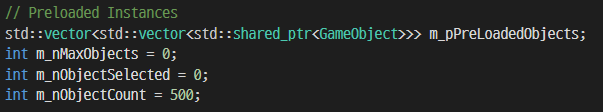 // Preloaded Instances
std::vector<std::vector<std::shared_ptr<GameObject>>> m_pPreLoadedObjects;
int m_nMaxObjects = 0;
int m_nObjectSelected = 0;
int m_nObjectCount = 500;